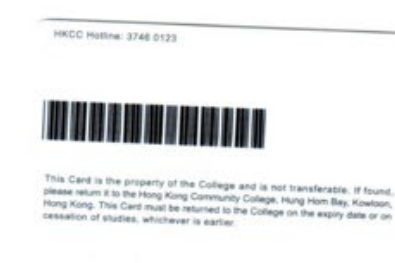 HKCC Hotline: 3746 0123
This Card is the property of the College and is not transferable. If found,
please return it to the Hong Kong Community College, Hung Hom Bay, Kowloon,
Hong Kong. This Card must be returned to the College on the expiry date or on
cessation of studies, whichever is earlier.